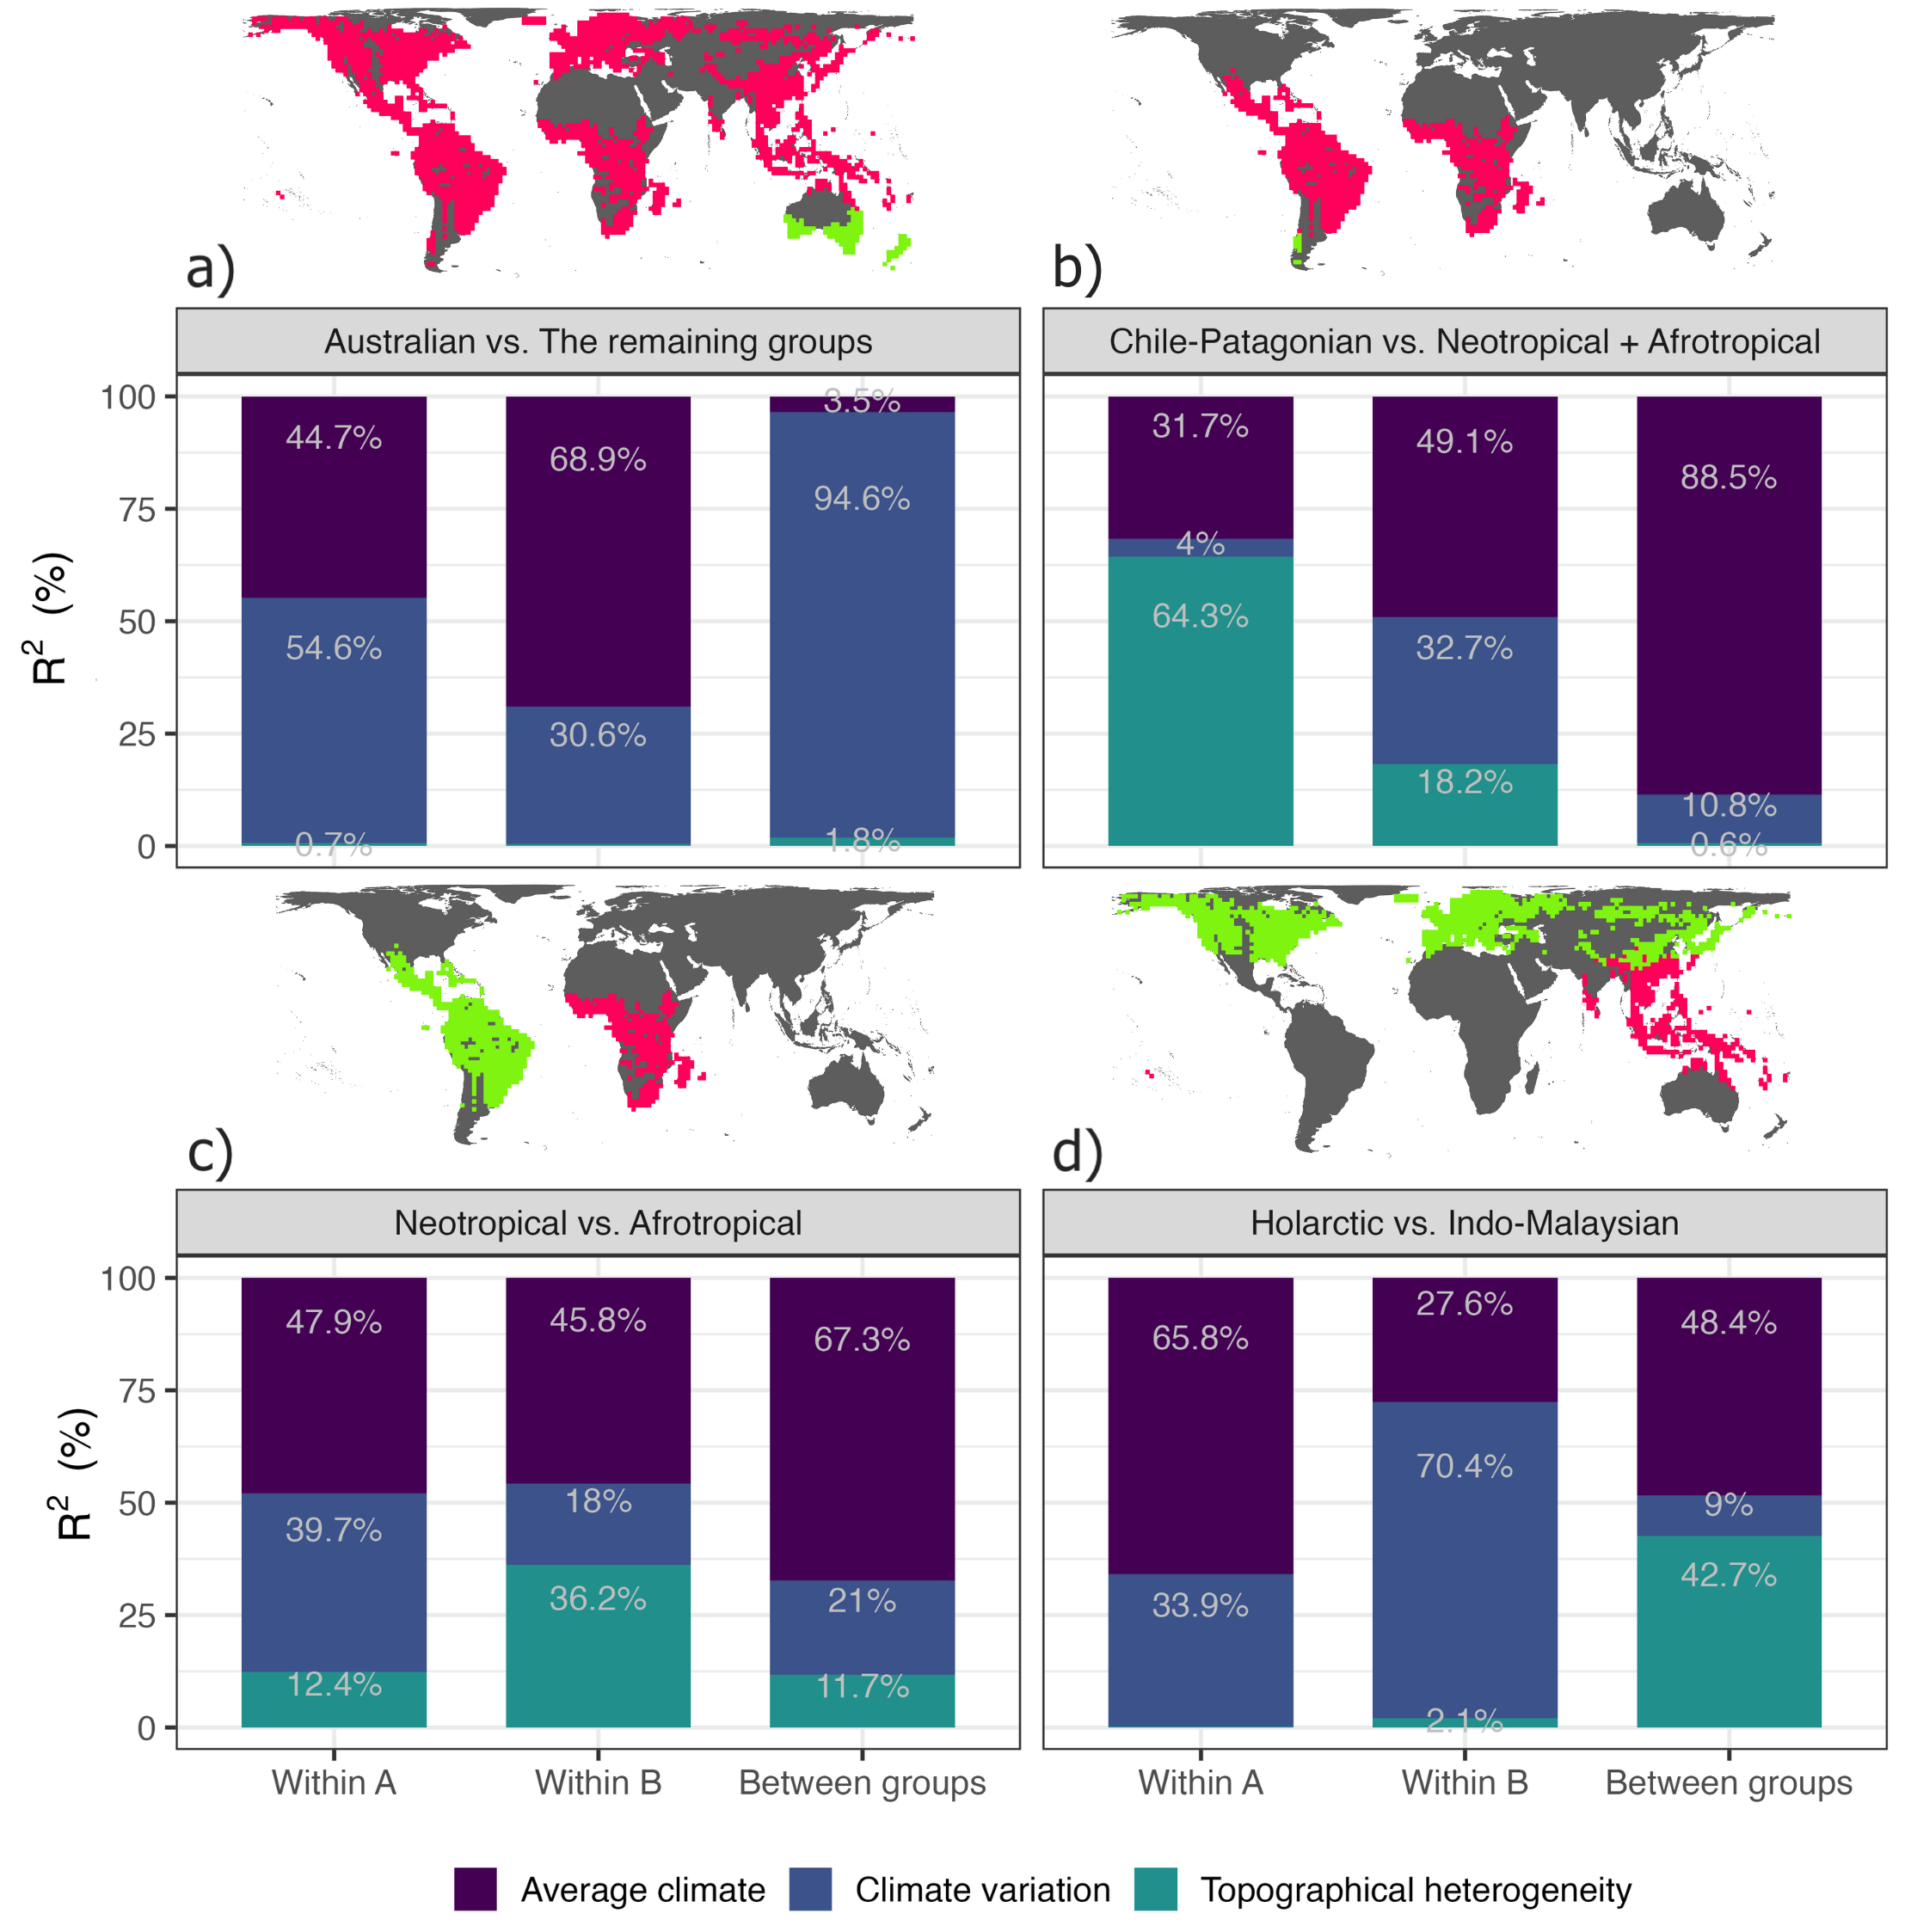 a)
b)
Australian vs. The remaining groups
Chile-Patagonian vs. Neotropical + Afrotropical
R² (%)
100
75
50
25
0
44.7%
54.6%
0.7%
68.9%
30.6%
3.5%
94.6%
1.8%
31.7%
4%
64.3%
49.1%
32.7%
18.2%
88.5%
10.8%
0.6%
c)
d)
Neotropical vs. Afrotropical
Holarctic vs. Indo-Malaysian
R² (%)
100
75
50
25
0
47.9%
39.7%
12.4%
45.8%
18%
36.2%
67.3%
21%
11.7%
65.8%
33.9%
27.6%
70.4%
2.1%
48.4%
9%
42.7%
Within A
Within B
Between groups
Within A
Within B
Between groups
Average climate
Climate variation
Topographical heterogeneity